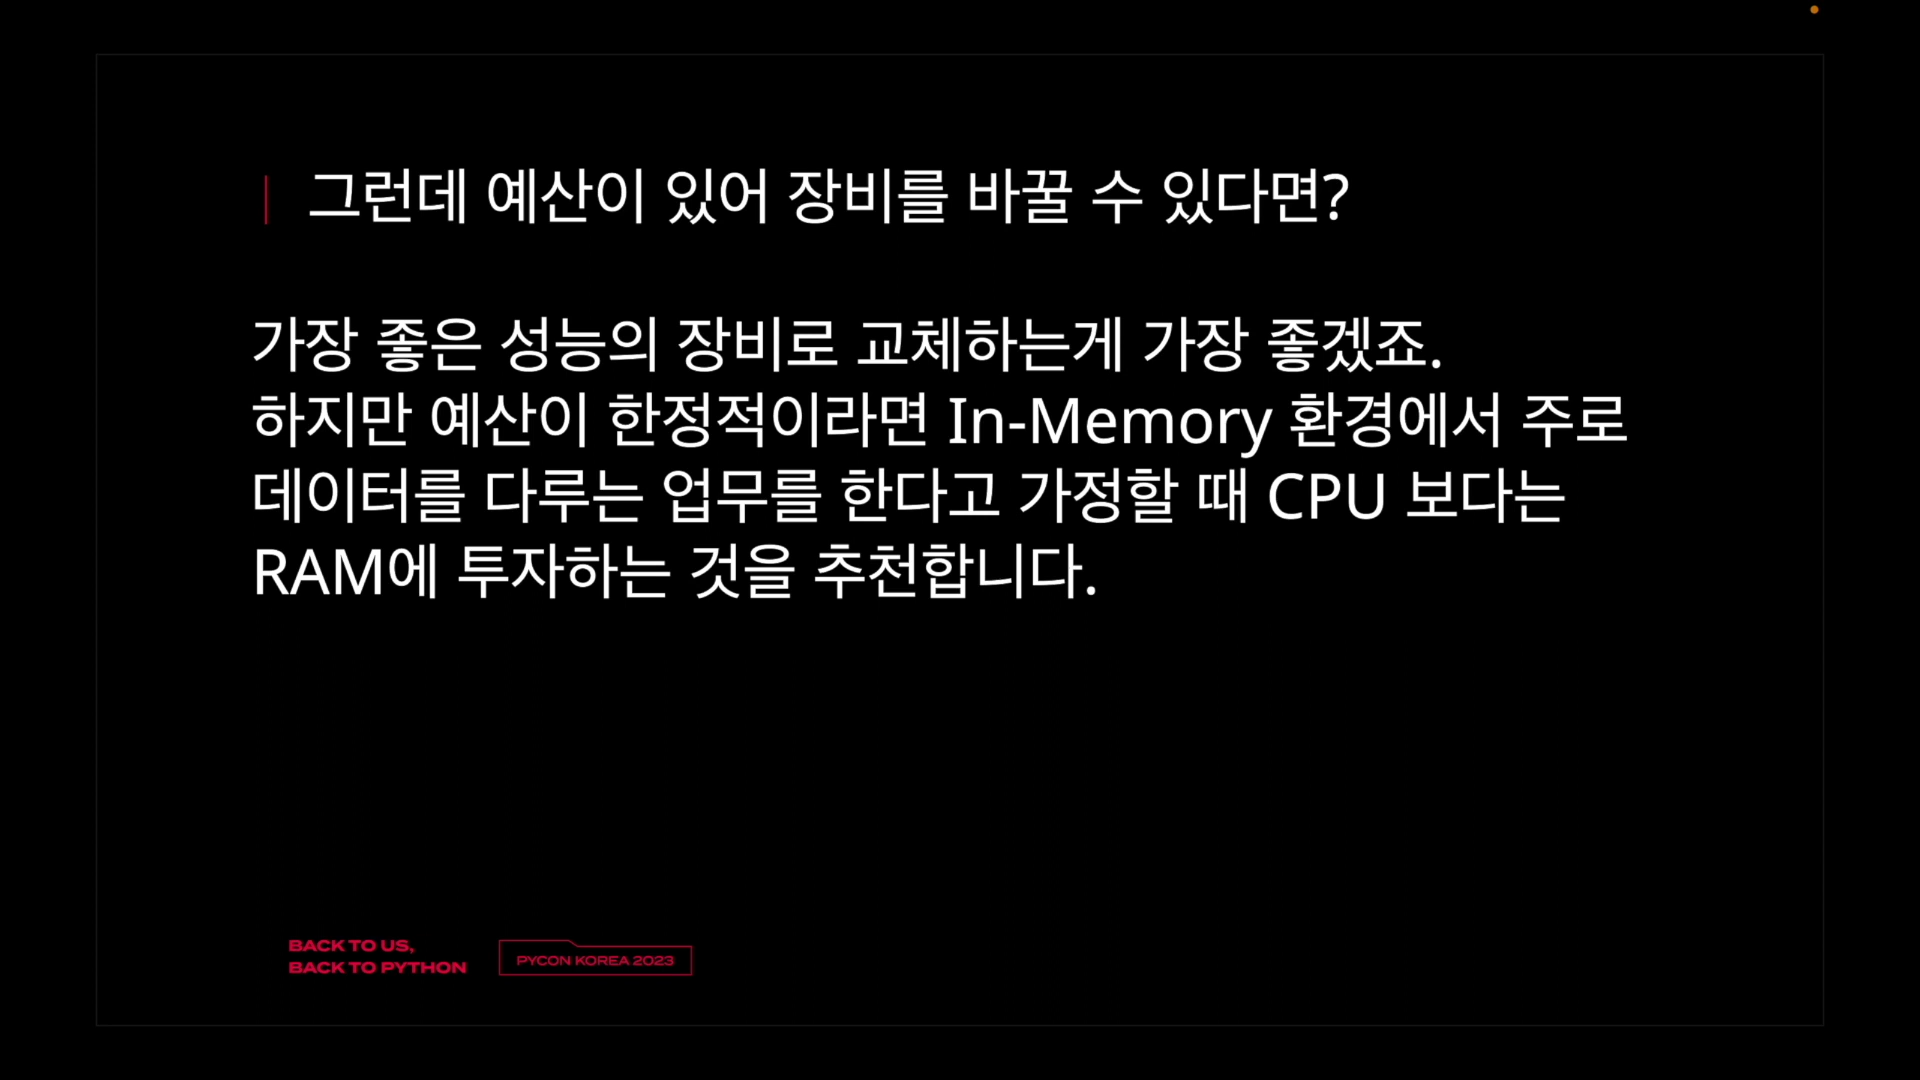 그런데 예산이 있어 장비를 바꿀 수 있다면?
가장 좋은 성능의 장비로 교체하는게 가장 좋겠죠.
하지만 예산이 한정적이라면 In-Memory 환경에서 주로
데이터를 다루는 업무를 한다고 가정할 때 CPU 보다는
RAM에 투자하는 것을 추천합니다.
BACK TO US,
BACK TO PYTHON
PYCON KOREA 2023